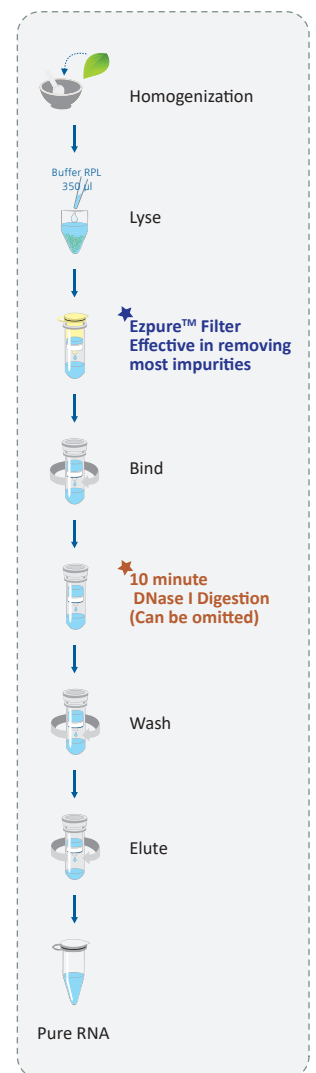 Homogenization
Buffer RPL
350 µl
Lyse
Ezpure™ Filter
Effective in removing
most impurities
Bind
10 minute
DNase I Digestion
(Can be omitted)
Wash
Elute
Pure RNA